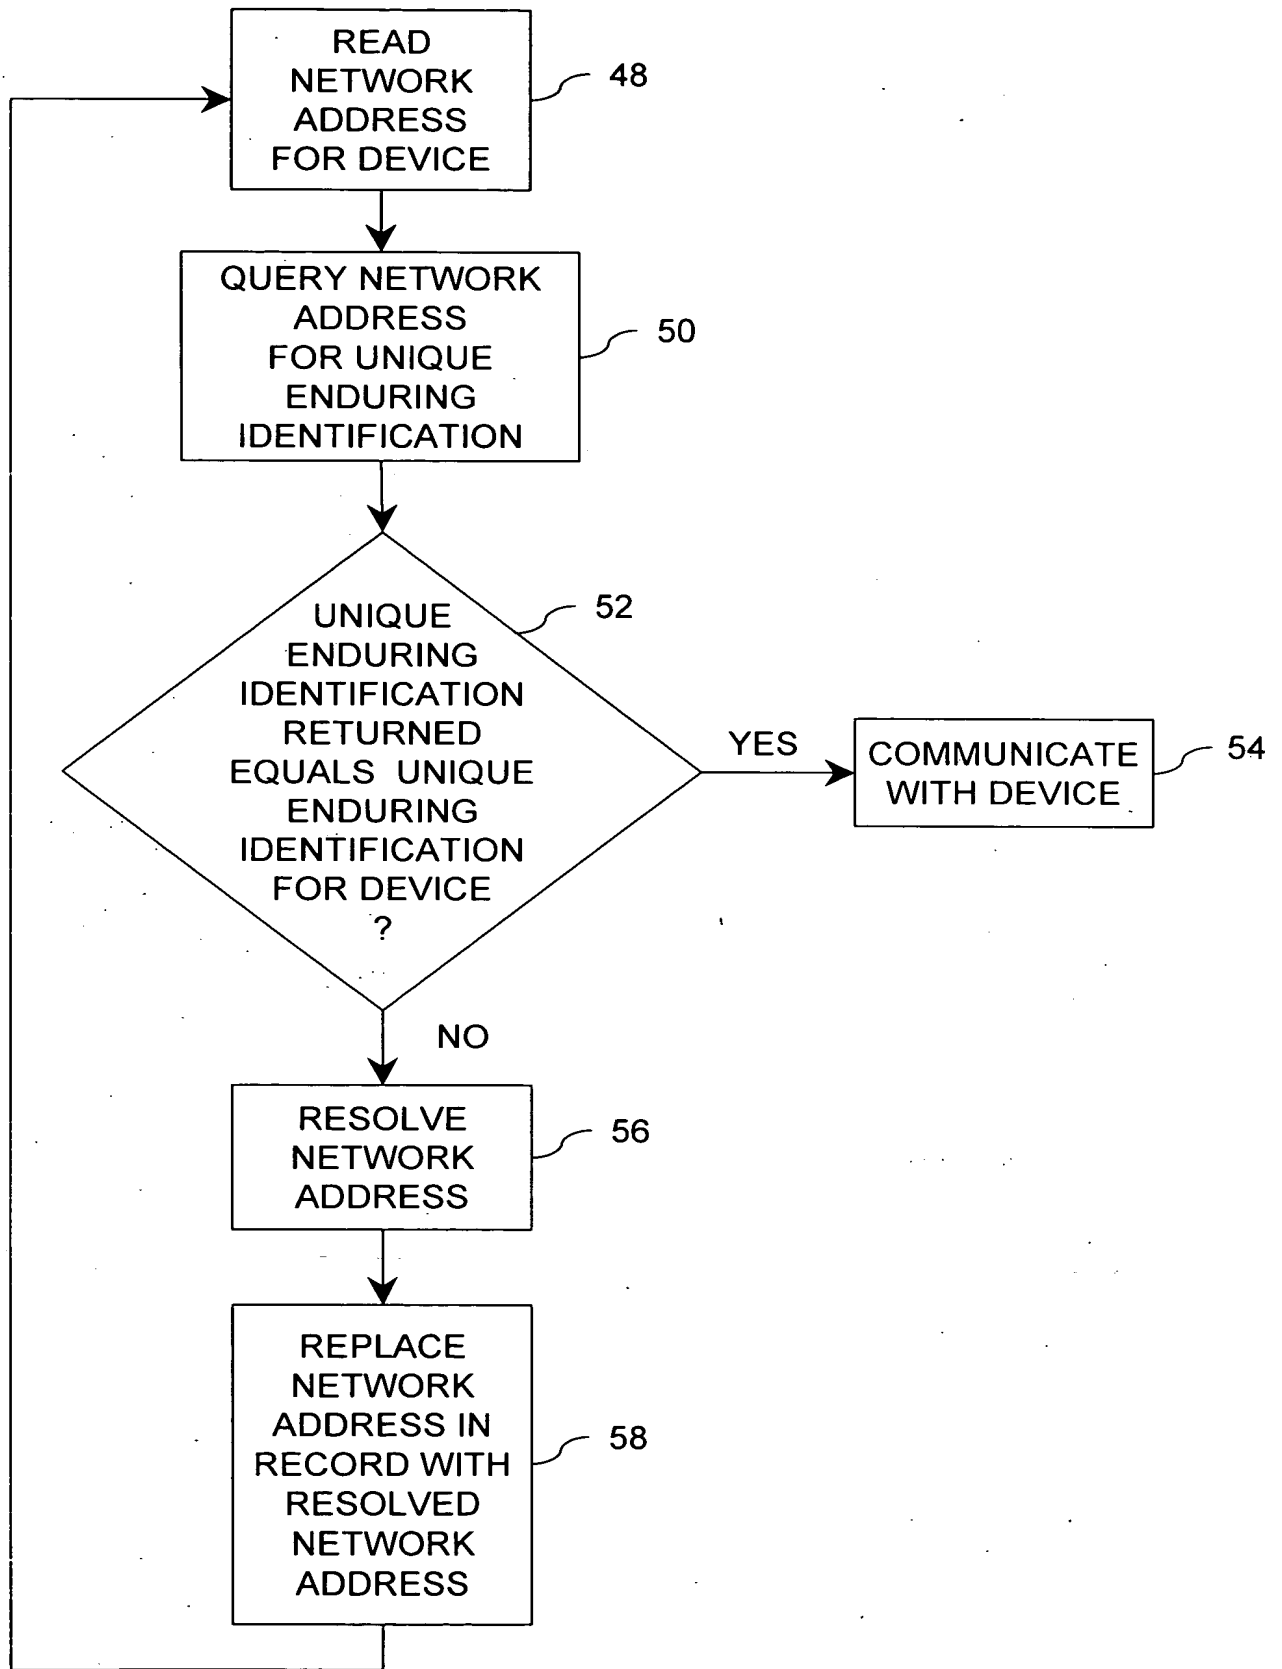 READ
NETWORK
ADDRESS
FOR DEVICE
48
QUERY NETWORK
ADDRESS
FOR UNIQUE
ENDURING
IDENTIFICATION
50
UNIQUE
ENDURING
IDENTIFICATION
RETURNED
EQUALS UNIQUE
ENDURING
IDENTIFICATION
FOR DEVICE
?
52
YES
COMMUNICATE
WITH DEVICE
54
NO
RESOLVE
NETWORK
ADDRESS
56
REPLACE
NETWORK
ADDRESS IN
RECORD WITH
RESOLVED
NETWORK
ADDRESS
58